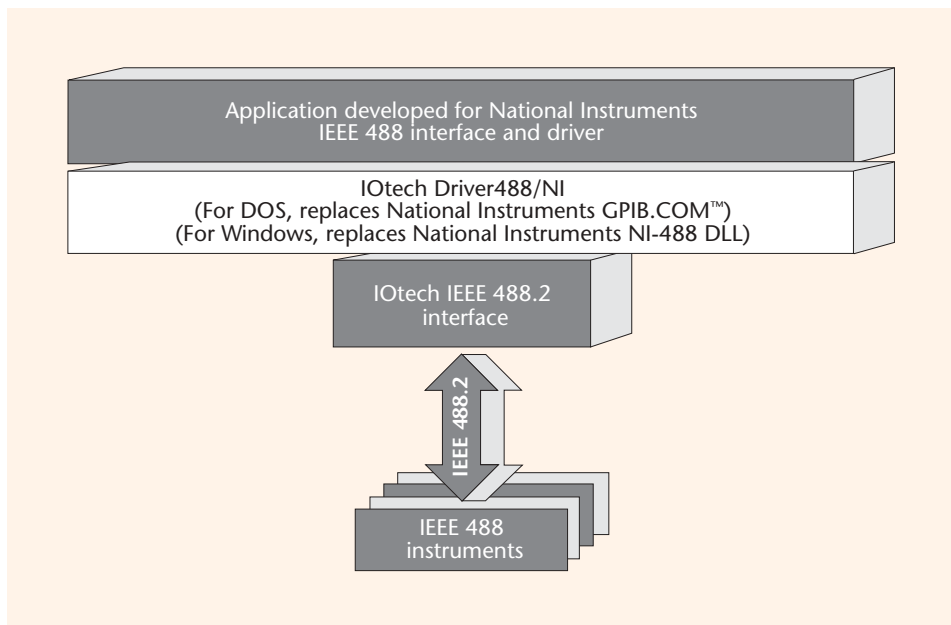 Application developed for National Instruments
IEEE 488 interface and driver
IOtech Driver488/NI
(For DOS, replaces National Instruments GPIB.COM™)
(For Windows, replaces National Instruments NI-488 DLL)
IOtech IEEE 488.2
interface
IEEE 488.2
IEEE 488
instruments